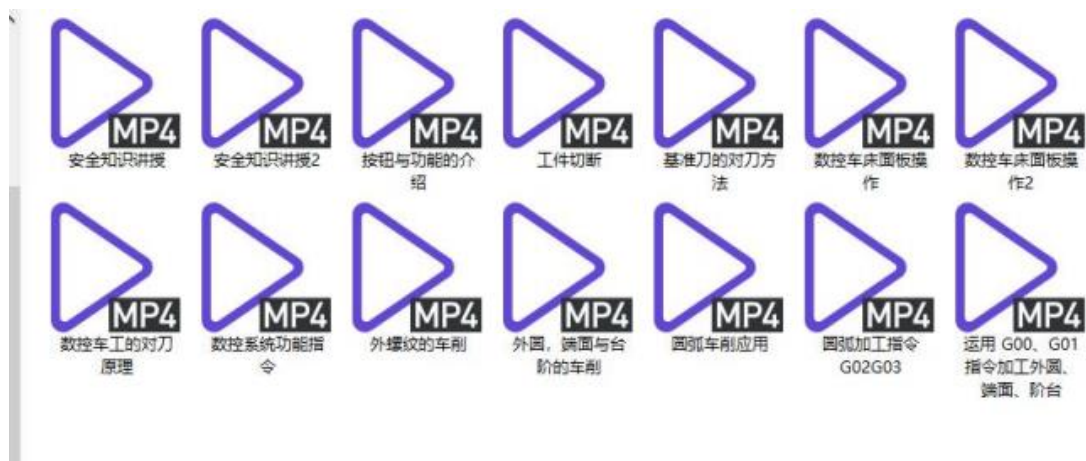 MP4 MP4 MP4 MP4 MP4 MP4 MP4
安全知识讲授 安全知识讲授2 按钮与功能的介 工件切断 基准刀的对刀方 数控车床面板操 数控车床面板操
绍 法 作 作2
MP4 MP4 MP4 MP4 MP4 MP4 MP4
数控车工的对刀 数控系统功能指 外螺纹的车削 外圆，端面与台 圆弧车削应用 圆弧加工指令 运用 G00、G01
原理 令 阶的车削 G02G03 指令加工外圆、
端面、阶台